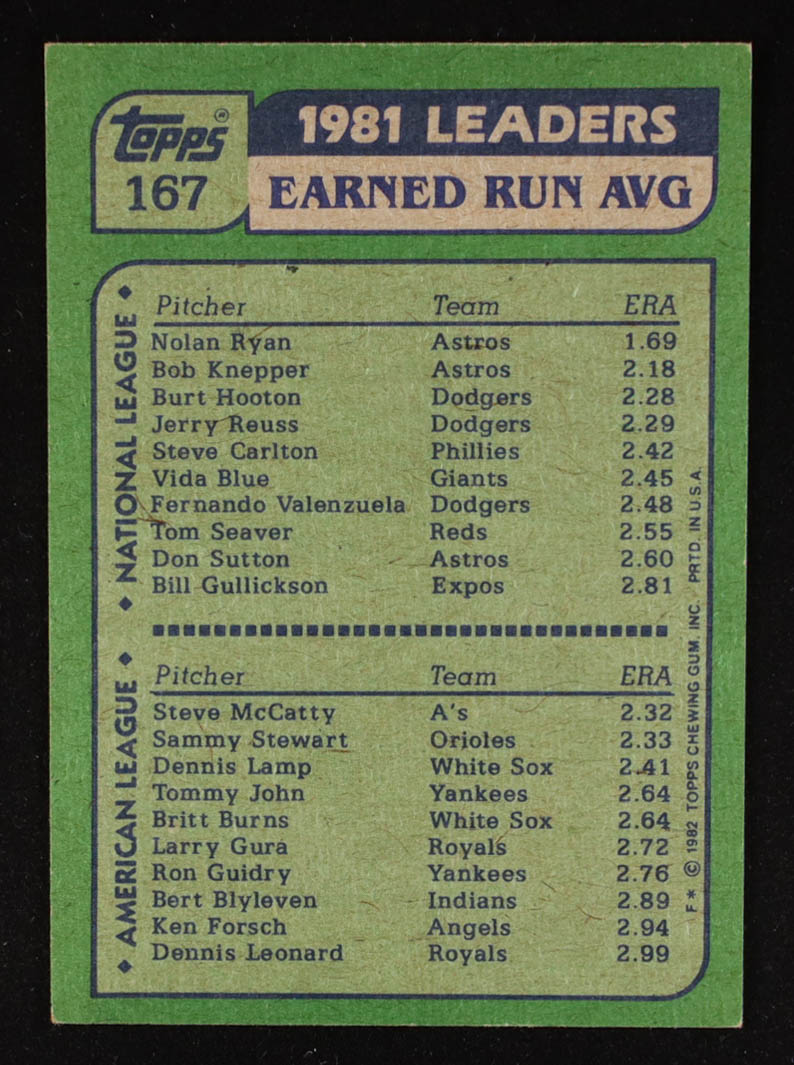 topps ®
167
1981 LEADERS
EARNED RUN AVG
◆ NATIONAL LEAGUE ◆
Pitcher Team ERA
Nolan Ryan Astros 1.69
Bob Knepper Astros 2.18
Burt Hooton Dodgers 2.28
Jerry Reuss Dodgers 2.29
Steve Carlton Phillies 2.42
Vida Blue Giants 2.45
Fernando Valenzuela Dodgers 2.48
Tom Seaver Reds 2.55
Don Sutton Astros 2.60
Bill Gullickson Expos 2.81
◆ AMERICAN LEAGUE ◆
Pitcher Team ERA
Steve McCatty A's 2.32
Sammy Stewart Orioles 2.33
Dennis Lamp White Sox 2.41
Tommy John Yankees 2.64
Britt Burns White Sox 2.64
Larry Gura Royals 2.72
Ron Guidry Yankees 2.76
Bert Blyleven Indians 2.89
Ken Forsch Angels 2.94
Dennis Leonard Royals 2.99
F* © 1982 TOPPS CHEWING GUM, INC. PRTD. IN U.S.A.